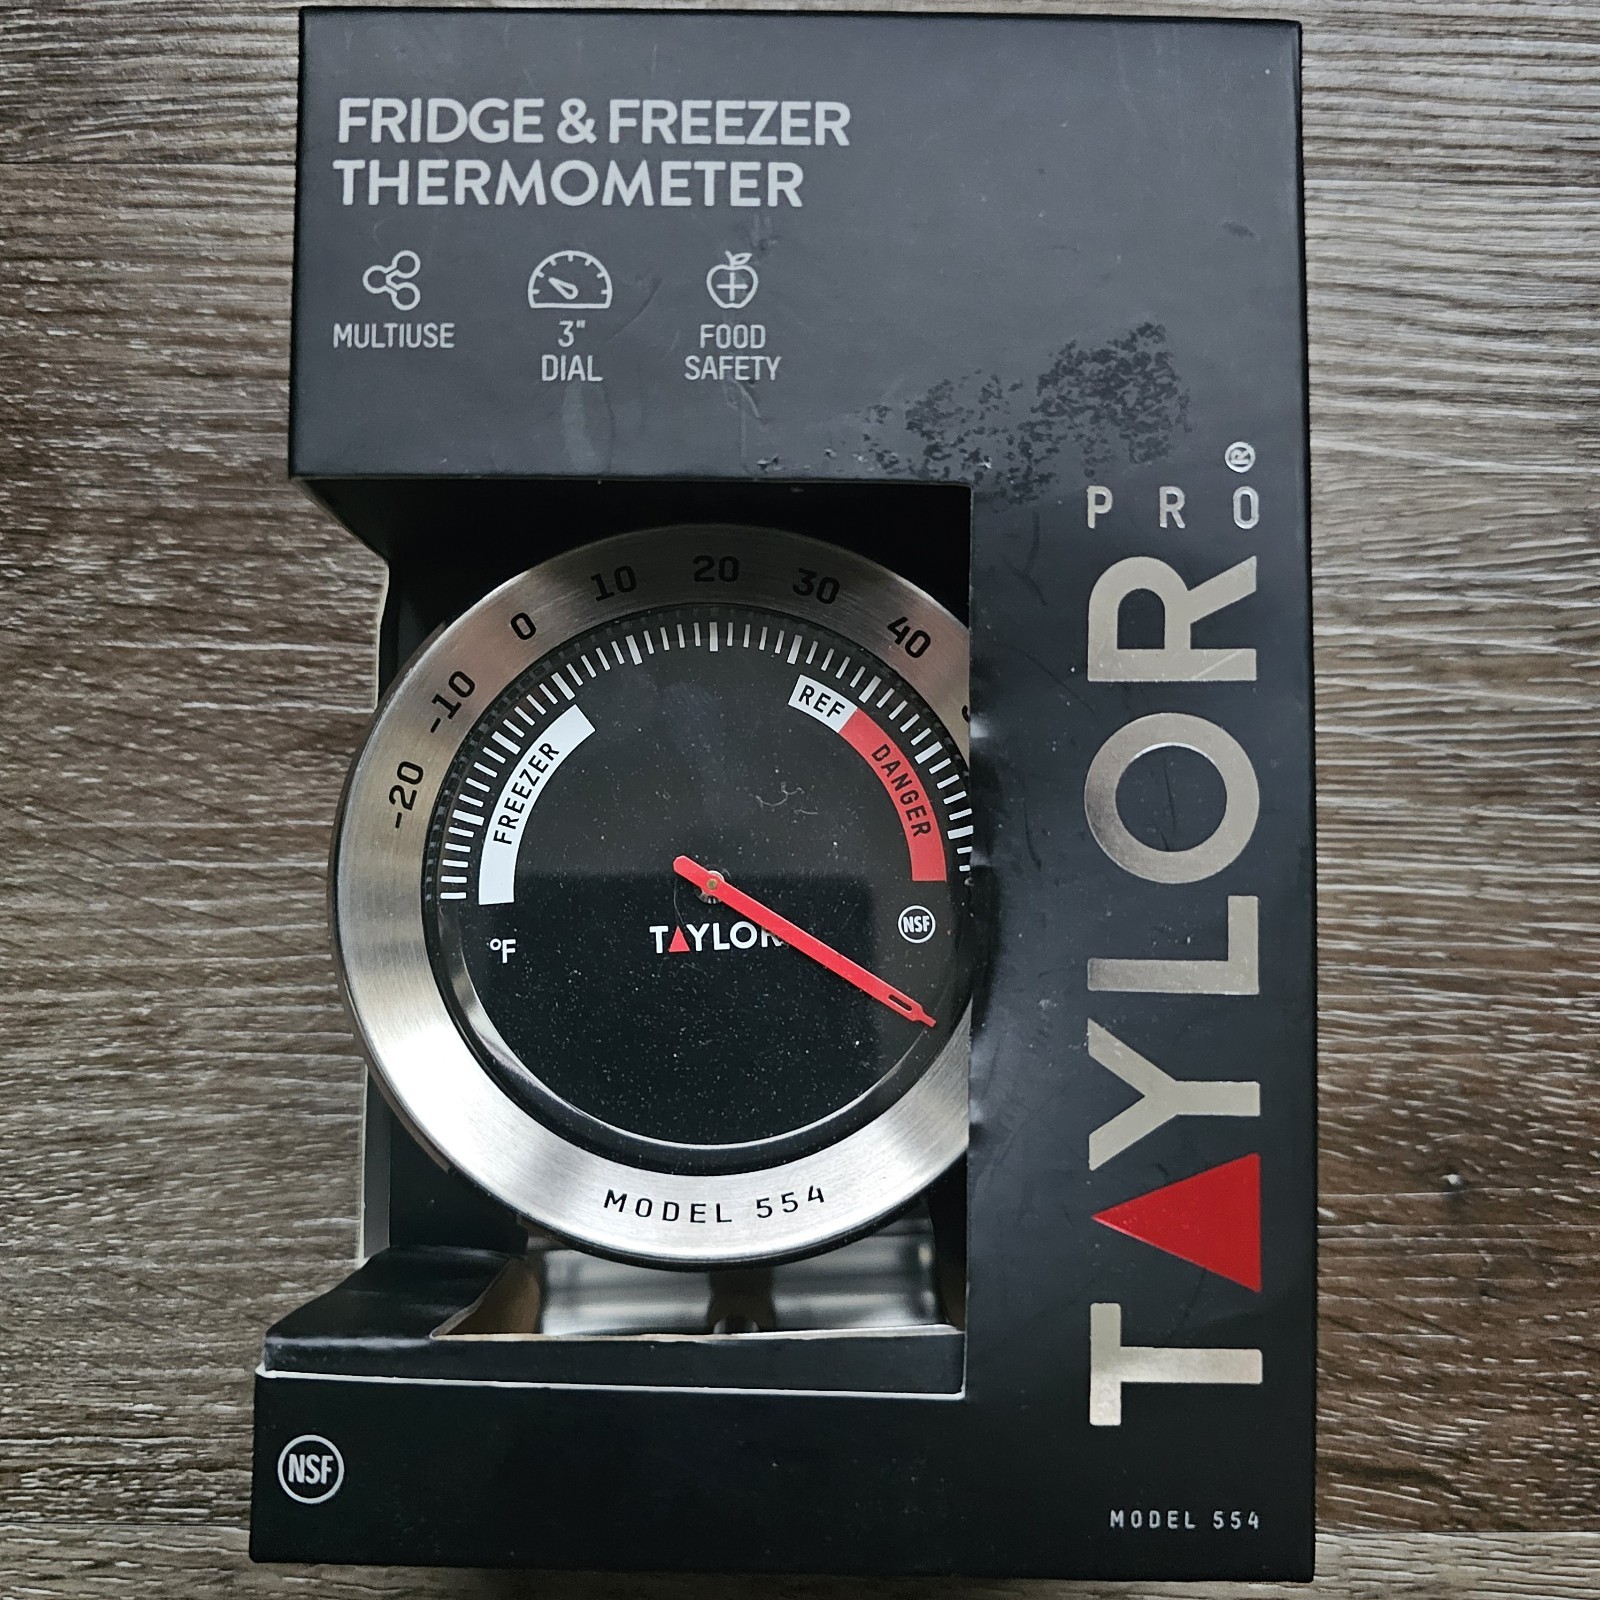 FRIDGE & FREEZER
THERMOMETER
MULTIUSE
3"
DIAL
FOOD
SAFETY
TAYLOR
PRO®
-20
-10
0
10
20
30
40
FREEZER
REF
DANGER
°F
TAYLOR
NSF
MODEL 554
NSF
MODEL 554